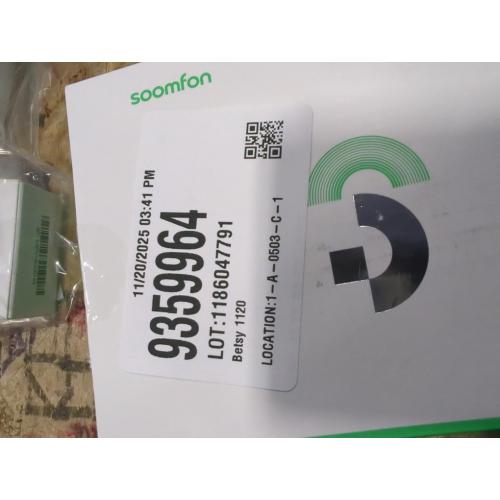 soomfon
11/20/2025 03:41 PM
9359964
LOT:1186047791
Betsy 1120
LOCATION:1-A-0503-C-1